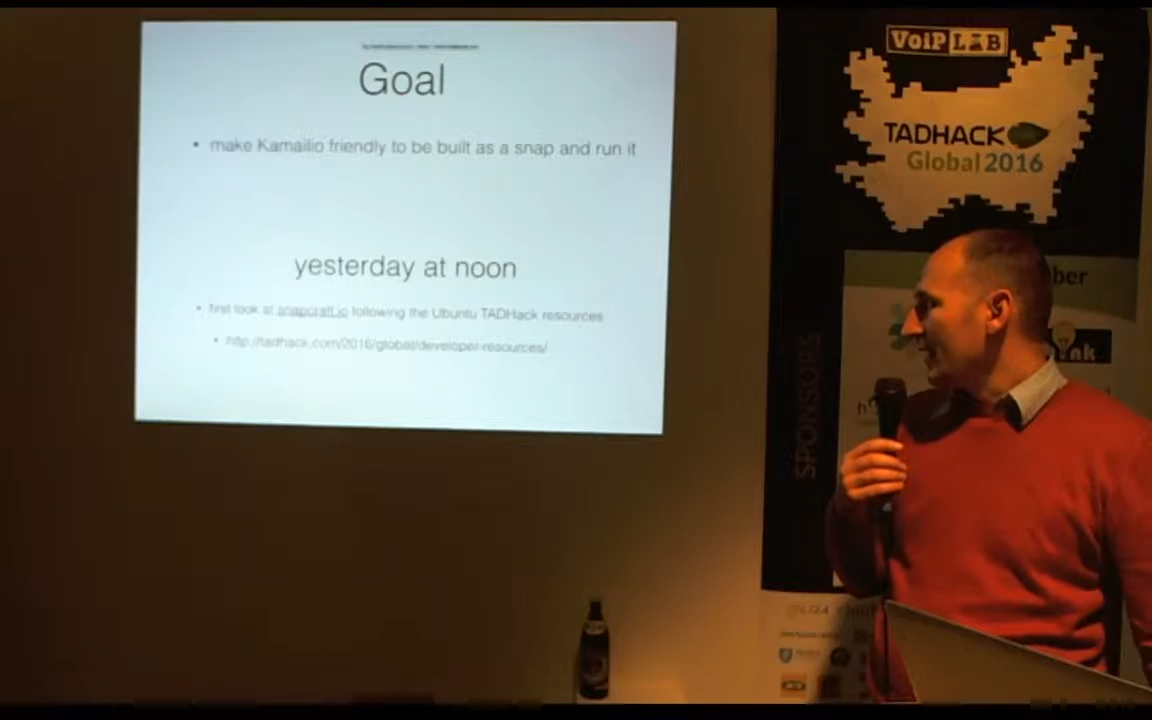 Goal
• make Kamailio friendly to be built as a snap and run it
yesterday at noon
• first look at snapcraft.io following the Ubuntu TADHack resources
• http://tadhack.com/2016/global/developer-resources/
VoiP LAB
TADHACK
Global 2016
ber
nk
SPONSORS